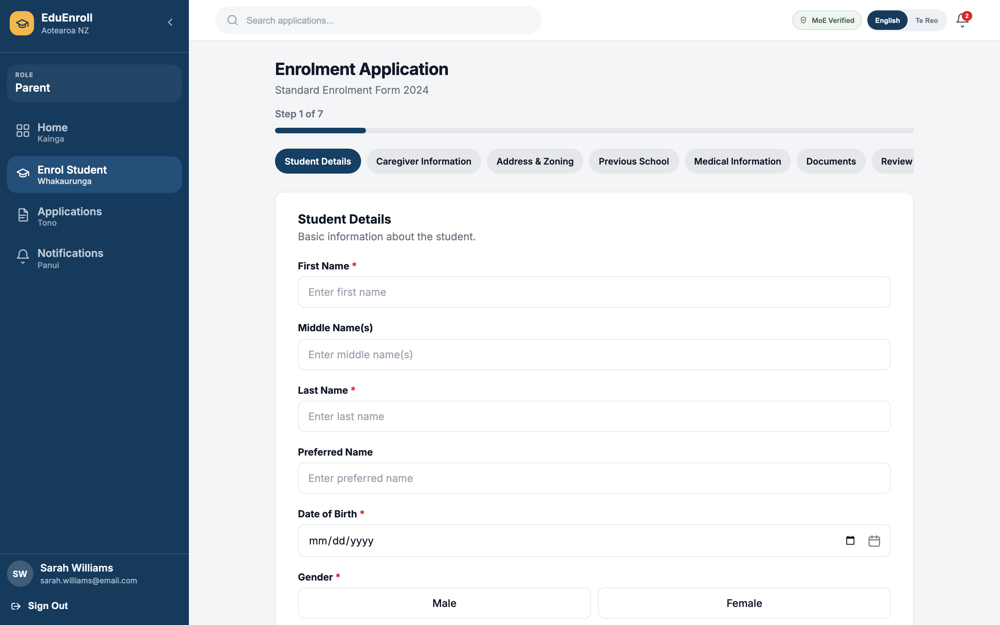 EduEnroll
Aotearoa NZ
ROLE
Parent
Home
Kainga
Enrol Student
Whakaurunga
Applications
Tono
Notifications
Panui
SW
Sarah Williams
sarah.williams@email.com
Sign Out
Search applications...
MoE Verified
English
Te Reo
2
Enrolment Application
Standard Enrolment Form 2024
Step 1 of 7
Student Details
Caregiver Information
Address & Zoning
Previous School
Medical Information
Documents
Review
Student Details
Basic information about the student.
First Name *
Enter first name
Middle Name(s)
Enter middle name(s)
Last Name *
Enter last name
Preferred Name
Enter preferred name
Date of Birth *
mm/dd/yyyy
Gender *
Male
Female